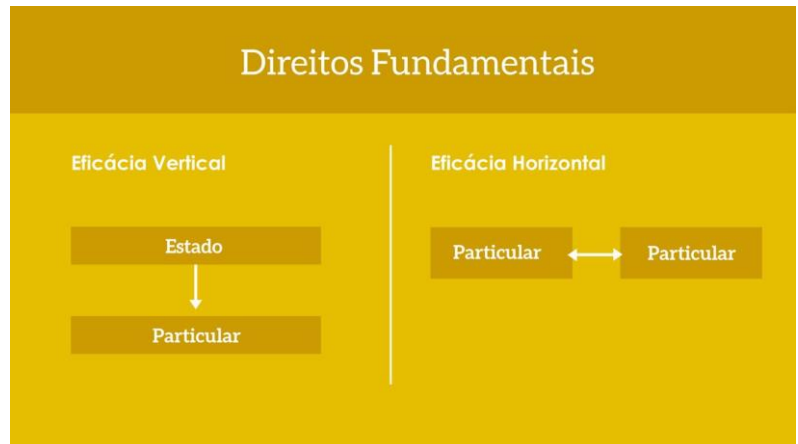 Direitos Fundamentais
Eficácia Vertical
Estado
Particular
Eficácia Horizontal
Particular
Particular